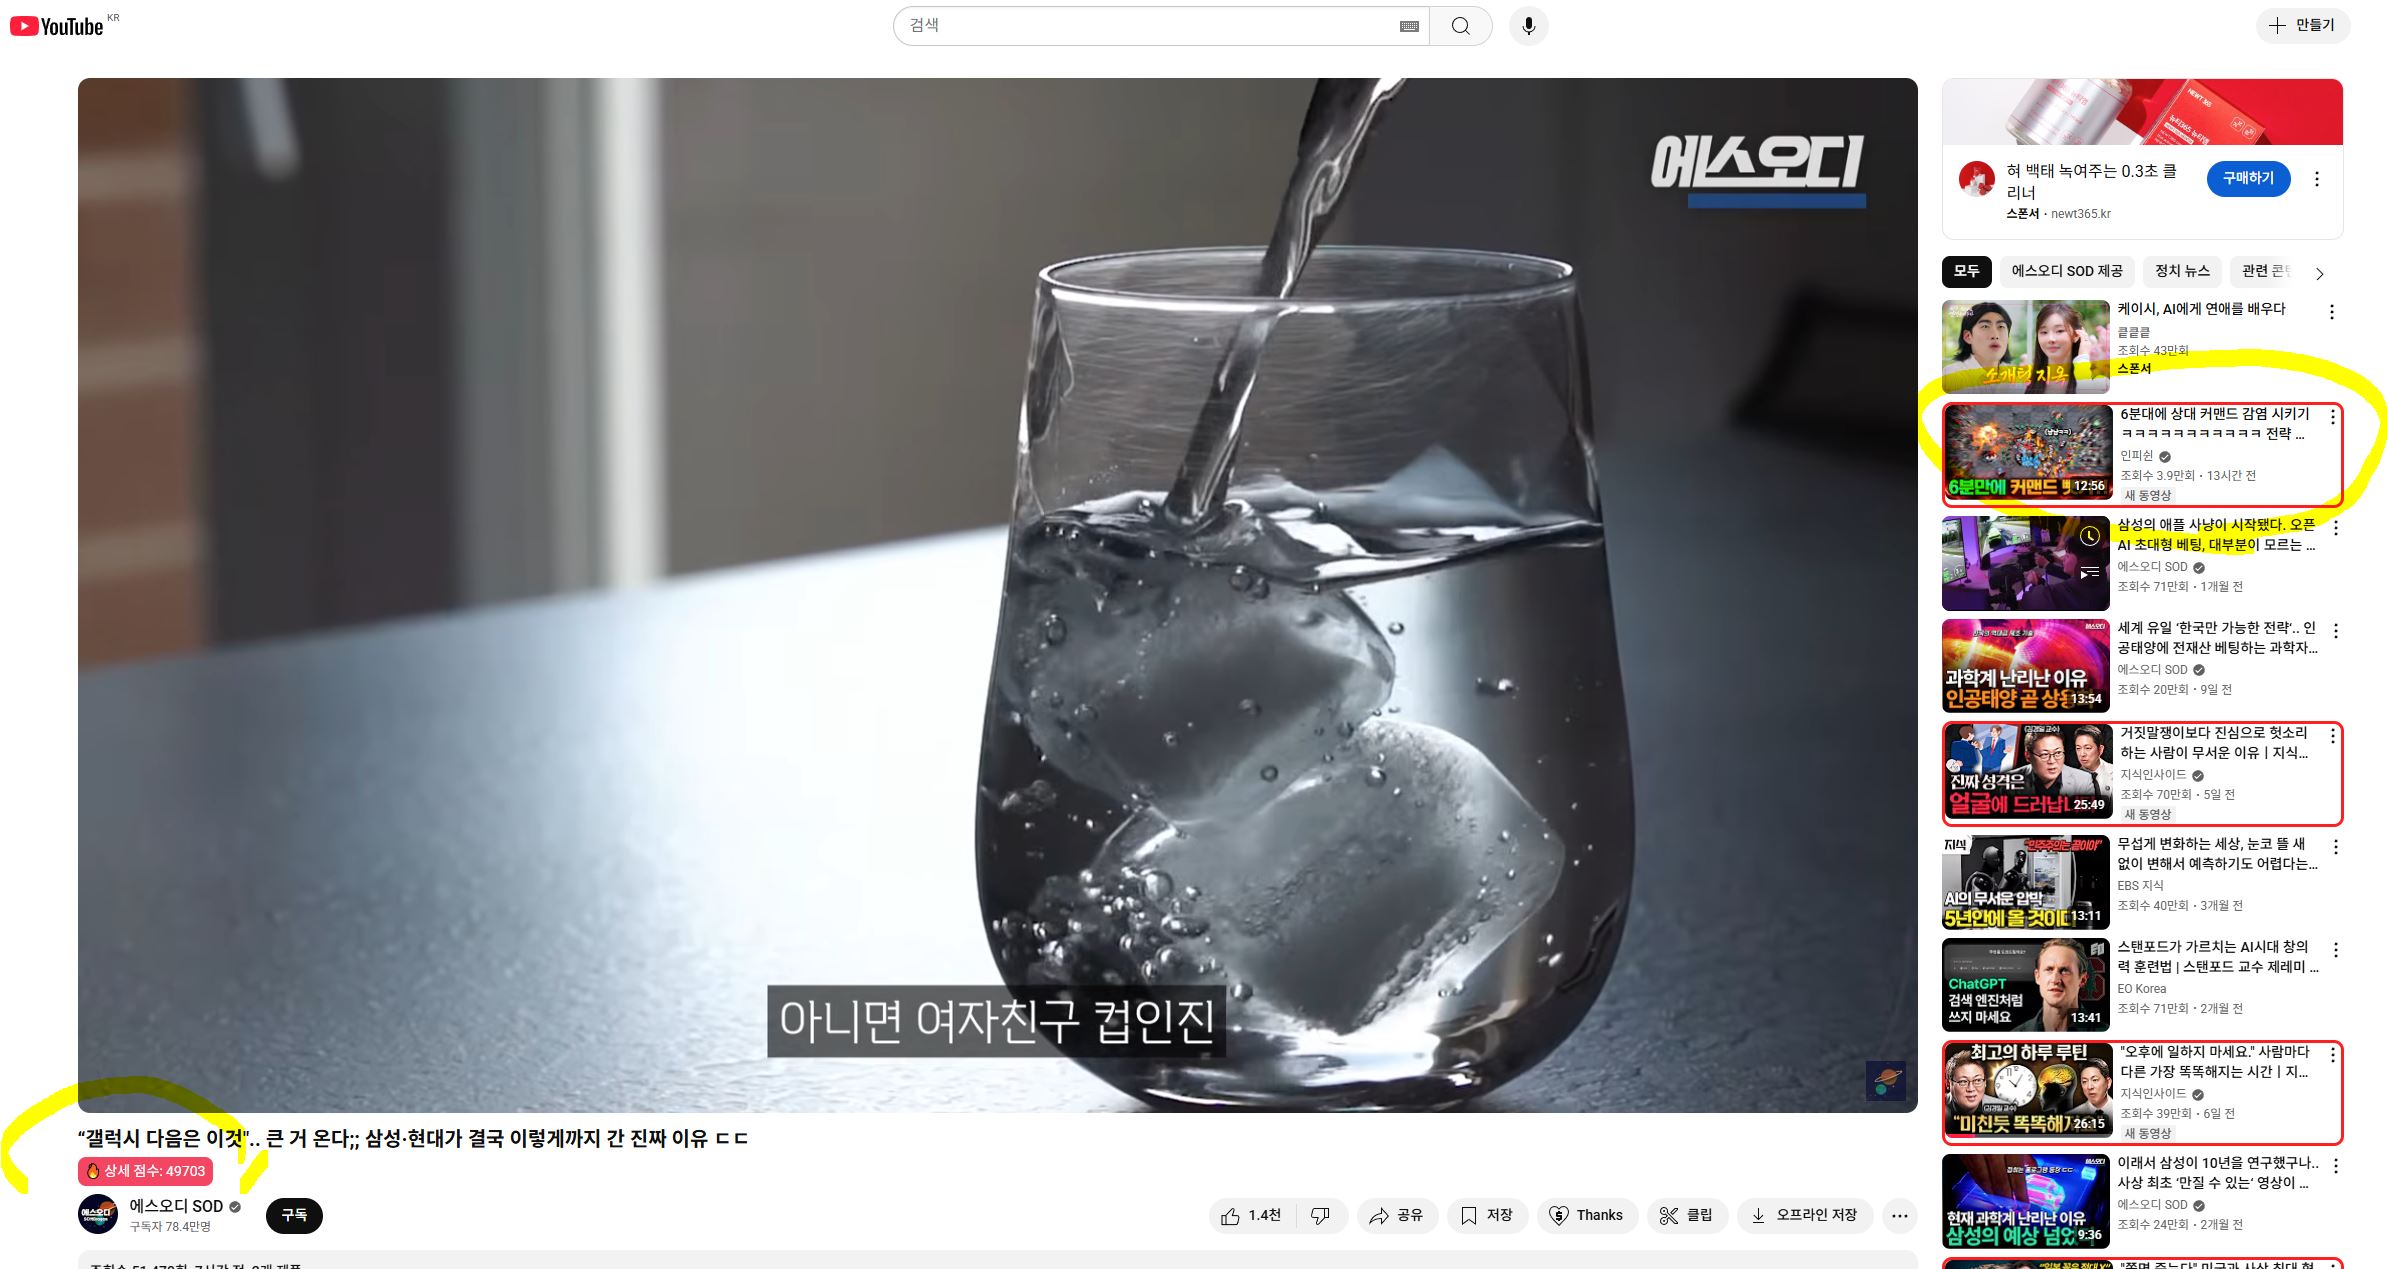 YouTube KR
검색
만들기
에스오디
아니면 여자친구 컵인진
“갤럭시 다음은 이것".. 큰 거 온다;; 삼성·현대가 결국 이렇게까지 간 진짜 이유 ㄷㄷ
🔥 상세 점수: 49703
에스오디 SOD
구독자 78.4만명
구독
1.4천
공유
저장
Thanks
클립
오프라인 저장
NEWT 365
혀 백태 녹여주는 0.3초 클
리너
스폰서 · newt365.kr
구매하기
모두
에스오디 SOD 제공
정치 뉴스
관련
소개팅 지옥
케이시, AI에게 연애를 배우다
콛콛콛
조회수 43만회
스폰서
6분만에 커맨드
12:56
6분대에 상대 커맨드 감염 시키기
ㅋㅋㅋㅋㅋㅋㅋㅋㅋㅋㅋ 전략 ...
인피쉰
조회수 3.9만회 · 13시간 전
새 동영상
삼성의 애플 사냥이 시작됐다. 오픈
AI 초대형 베팅, 대부분이 모르는 ...
에스오디 SOD
조회수 71만회 · 1개월 전
과학계 난리난 이유
인공태양 곧
13:54
세계 유일 ‘한국만 가능한 전략’.. 인
공태양에 전재산 베팅하는 과학자...
에스오디 SOD
조회수 20만회 · 9일 전
진짜 성격은
얼굴에 드러납
25:49
거짓말쟁이보다 진심으로 헛소리
하는 사람이 무서운 이유 | 지식...
지식인사이드
조회수 70만회 · 5일 전
새 동영상
지식
"민주주의는 끝이야"
AI의 무서운 압박
5년안에 올 것이
13:11
무섭게 변화하는 세상, 눈코 뜰 새
없이 변해서 예측하기도 어렵다는...
EBS 지식
조회수 40만회 · 3개월 전
ChatGPT
검색 엔진처럼
쓰지 마세요
13:41
스탠포드가 가르치는 AI시대 창의
력 훈련법 | 스탠포드 교수 제레미 ...
EO Korea
조회수 71만회 · 2개월 전
최고의 하루 루틴
"미친듯 똑똑해
26:15
"오후에 일하지 마세요." 사람마다
다른 가장 똑똑해지는 시간 | 지...
지식인사이드
조회수 39만회 · 6일 전
새 동영상
현재 과학계 난리난 이유
삼성의 예상 넘었
9:36
이래서 삼성이 10년을 연구했구나..
사상 최초 ‘만질 수 있는’ 영상이 ...
에스오디 SOD
조회수 24만회 · 2개월 전